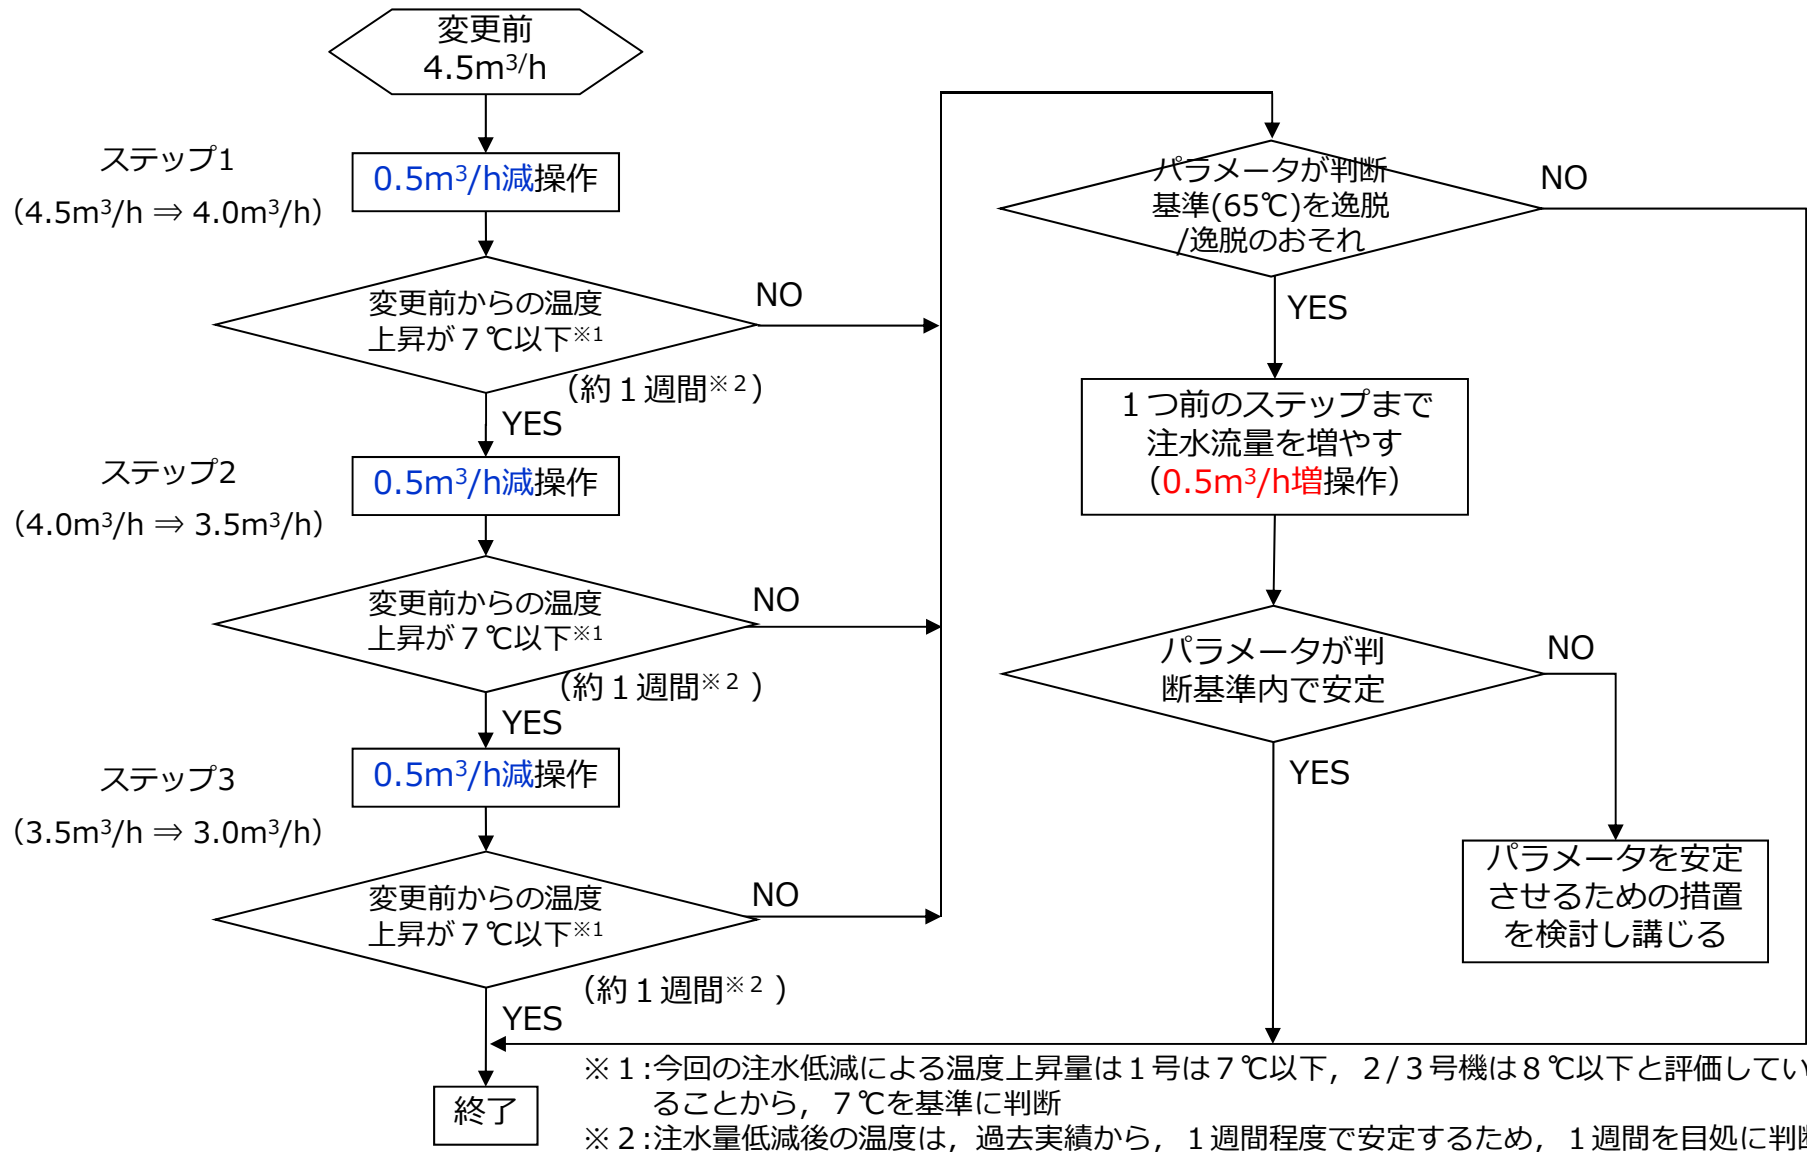 変更前
4.5m³/h
ステップ1
（4.5m³/h ⇒ 4.0m³/h）
0.5m³/h減操作
変更前からの温度
上昇が７℃以下※1
NO
（約１週間※２）
YES
ステップ2
（4.0m³/h ⇒ 3.5m³/h）
0.5m³/h減操作
変更前からの温度
上昇が７℃以下※1
NO
（約１週間※２ ）
YES
ステップ3
（3.5m³/h ⇒ 3.0m³/h）
0.5m³/h減操作
変更前からの温度
上昇が７℃以下※1
NO
（約１週間※２ ）
YES
終了
パラメータが判断
基準(65℃)を逸脱
/逸脱のおそれ
NO
YES
１つ前のステップまで
注水流量を増やす
（0.5m³/h増操作）
パラメータが判
断基準内で安定
NO
YES
パラメータを安定
させるための措置
を検討し講じる
※１:今回の注水低減による温度上昇量は１号は７℃以下，２/３号機は８℃以下と評価してい
ることから，７℃を基準に判断
※２:注水量低減後の温度は，過去実績から，１週間程度で安定するため，１週間を目処に判断